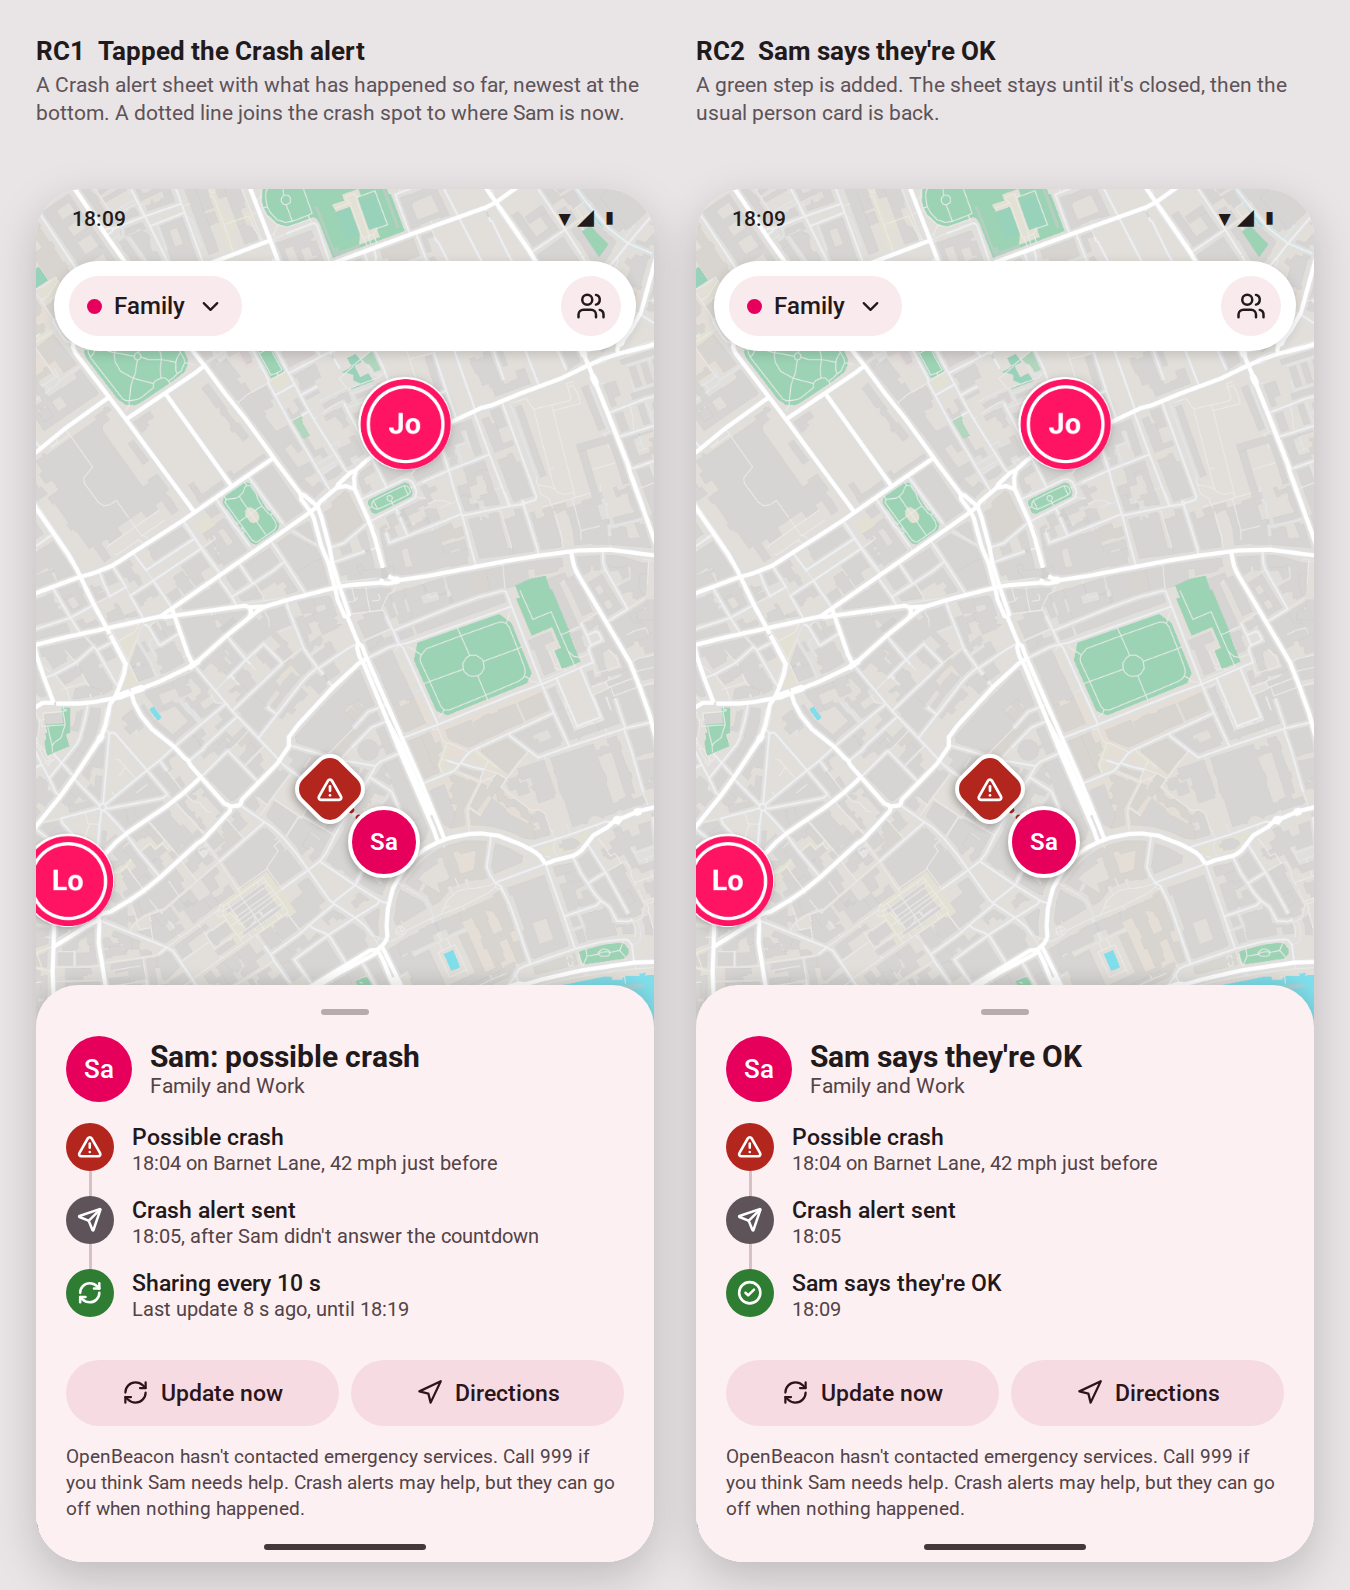 RC1 Tapped the Crash alert
A Crash alert sheet with what has happened so far, newest at the
bottom. A dotted line joins the crash spot to where Sam is now.
18:09
Family
Jo
Sa
Lo
Sa
Sam: possible crash
Family and Work
Possible crash
18:04 on Barnet Lane, 42 mph just before
Crash alert sent
18:05, after Sam didn't answer the countdown
Sharing every 10 s
Last update 8 s ago, until 18:19
Update now
Directions
OpenBeacon hasn't contacted emergency services. Call 999 if
you think Sam needs help. Crash alerts may help, but they can go
off when nothing happened.
RC2 Sam says they're OK
A green step is added. The sheet stays until it's closed, then the
usual person card is back.
18:09
Family
Jo
Sa
Lo
Sa
Sam says they're OK
Family and Work
Possible crash
18:04 on Barnet Lane, 42 mph just before
Crash alert sent
18:05
Sam says they're OK
18:09
Update now
Directions
OpenBeacon hasn't contacted emergency services. Call 999 if
you think Sam needs help. Crash alerts may help, but they can go
off when nothing happened.